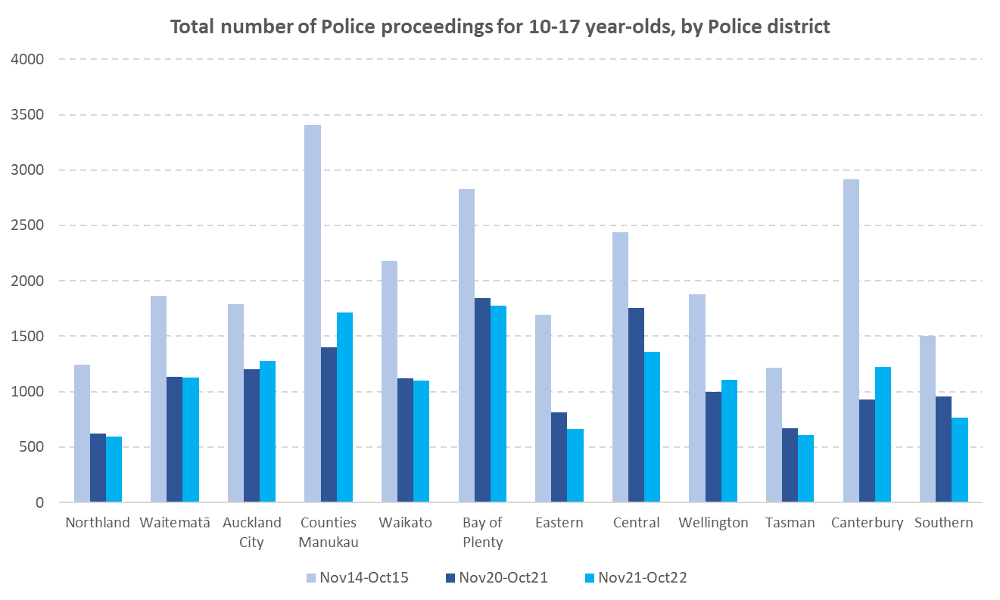 Total number of Police proceedings for 10-17 year-olds, by Police district
4000
3500
3000
2500
2000
1500
1000
500
0
Northland Waitematā Auckland Counties Waikato Bay of Eastern Central Wellington Tasman Canterbury Southern
City Manukau Plenty
Nov14-Oct15 Nov20-Oct21 Nov21-Oct22